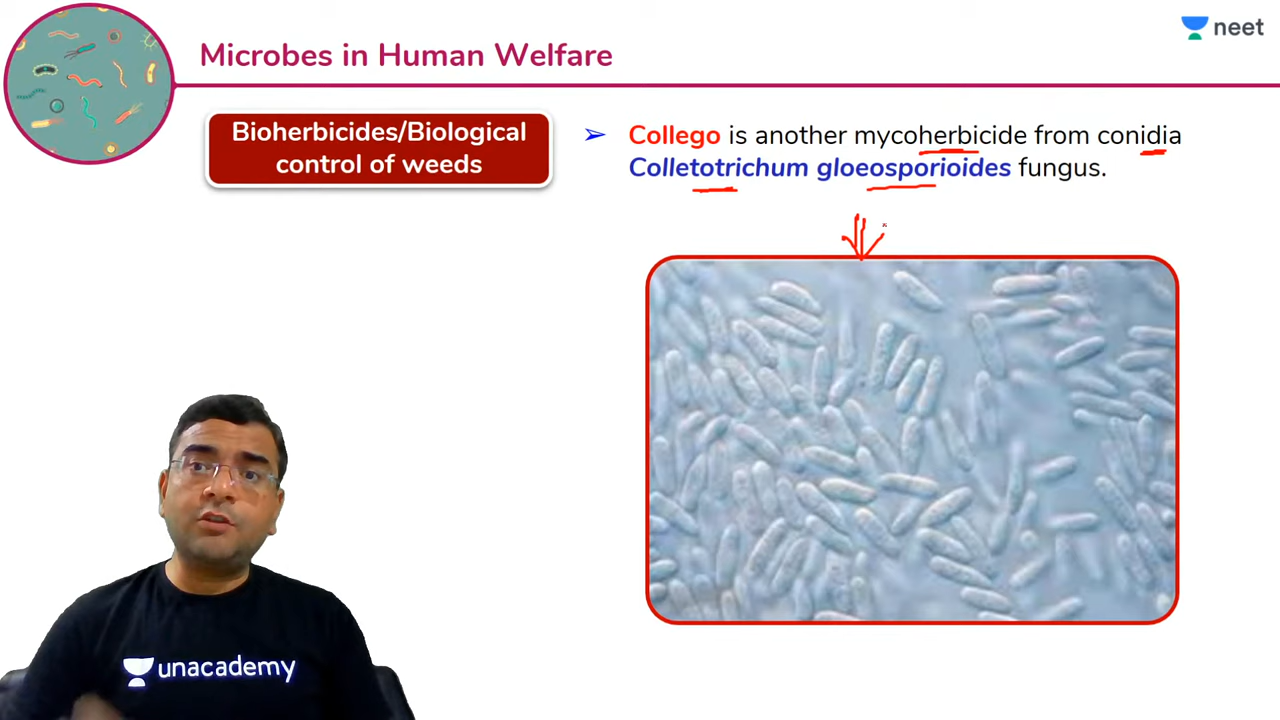 neet
Microbes in Human Welfare
Bioherbicides/Biological
control of weeds
➢ Collego is another mycoherbicide from conidia
Colletotrichum gloeosporioides fungus.
unacademy